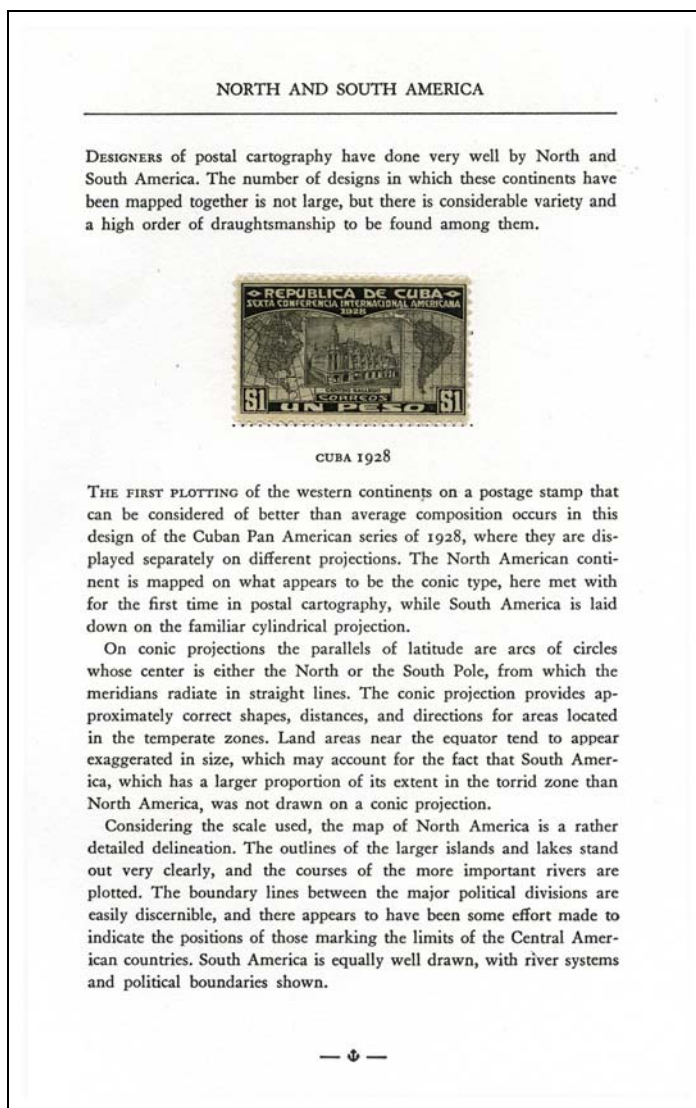 NORTH AND SOUTH AMERICA
DESIGNERS of postal cartography have done very well by North and
South America. The number of designs in which these continents have
been mapped together is not large, but there is considerable variety and
a high order of draughtsmanship to be found among them.
REPUBLICA DE CUBA
SEXTA CONFERENCIA INTERNACIONAL AMERICANA
1928
CENTRO GALLEGO
CORREOS
$1 UN PESO $1
CUBA 1928
THE FIRST PLOTTING of the western continents on a postage stamp that
can be considered of better than average composition occurs in this
design of the Cuban Pan American series of 1928, where they are dis-
played separately on different projections. The North American conti-
nent is mapped on what appears to be the conic type, here met with
for the first time in postal cartography, while South America is laid
down on the familiar cylindrical projection.
On conic projections the parallels of latitude are arcs of circles
whose center is either the North or the South Pole, from which the
meridians radiate in straight lines. The conic projection provides ap-
proximately correct shapes, distances, and directions for areas located
in the temperate zones. Land areas near the equator tend to appear
exaggerated in size, which may account for the fact that South Amer-
ica, which has a larger proportion of its extent in the torrid zone than
North America, was not drawn on a conic projection.
Considering the scale used, the map of North America is a rather
detailed delineation. The outlines of the larger islands and lakes stand
out very clearly, and the courses of the more important rivers are
plotted. The boundary lines between the major political divisions are
easily discernible, and there appears to have been some effort made to
indicate the positions of those marking the limits of the Central Amer-
ican countries. South America is equally well drawn, with river systems
and political boundaries shown.